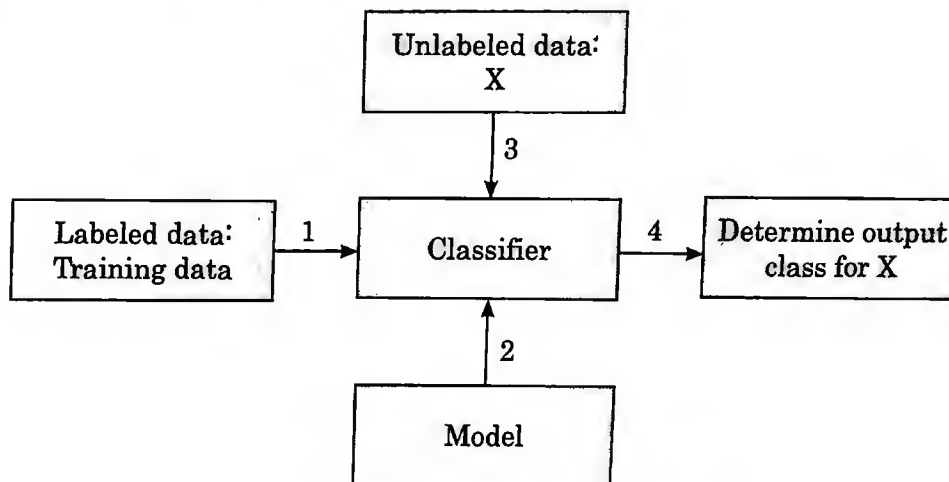 Unlabeled data:
X
3
Labeled data:
Training data
1
Classifier
4
Determine output
class for X
2
Model